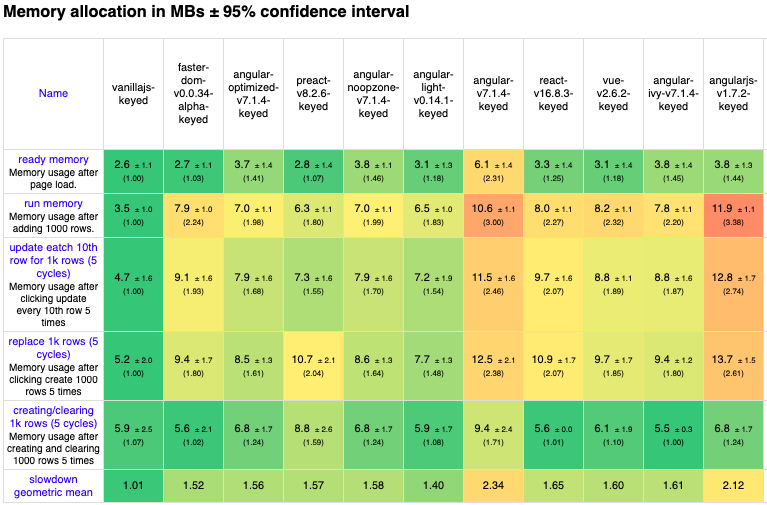 Memory allocation in MBs ± 95% confidence interval
Name
vanillajs-
keyed
faster-
dom-
v0.0.34-
alpha-
keyed
angular-
optimized-
v7.1.4-
keyed
preact-
v8.2.6-
keyed
angular-
noopzone-
v7.1.4-
keyed
angular-
light-
v0.14.1-
keyed
angular-
v7.1.4-
keyed
react-
v16.8.3-
keyed
vue-
v2.6.2-
keyed
angular-
ivy-v7.1.4-
keyed
angularjs-
v1.7.2-
keyed
ready memory
Memory usage after
page load.
2.6 ± 1.1
(1.00)
2.7 ± 1.1
(1.03)
3.7 ± 1.4
(1.41)
2.8 ± 1.4
(1.07)
3.8 ± 1.1
(1.46)
3.1 ± 1.3
(1.18)
6.1 ± 1.4
(2.31)
3.3 ± 1.4
(1.25)
3.1 ± 1.4
(1.18)
3.8 ± 1.4
(1.45)
3.8 ± 1.3
(1.44)
run memory
Memory usage after
adding 1000 rows.
3.5 ± 1.0
(1.00)
7.9 ± 1.0
(2.24)
7.0 ± 1.1
(1.98)
6.3 ± 1.1
(1.80)
7.0 ± 1.1
(1.99)
6.5 ± 1.0
(1.83)
10.6 ± 1.1
(3.00)
8.0 ± 1.1
(2.27)
8.2 ± 1.1
(2.32)
7.8 ± 1.1
(2.20)
11.9 ± 1.1
(3.38)
update eatch 10th
row for 1k rows (5
cycles)
Memory usage after
clicking update
every 10th row 5
times
4.7 ± 1.6
(1.00)
9.1 ± 1.6
(1.93)
7.9 ± 1.6
(1.68)
7.3 ± 1.6
(1.55)
7.9 ± 1.6
(1.70)
7.2 ± 1.9
(1.54)
11.5 ± 1.6
(2.46)
9.7 ± 1.6
(2.07)
8.8 ± 1.1
(1.89)
8.8 ± 1.6
(1.87)
12.8 ± 1.7
(2.74)
replace 1k rows (5
cycles)
Memory usage after
clicking create 1000
rows 5 times
5.2 ± 2.0
(1.00)
9.4 ± 1.7
(1.80)
8.5 ± 1.3
(1.61)
10.7 ± 2.1
(2.04)
8.6 ± 1.3
(1.64)
7.7 ± 1.3
(1.48)
12.5 ± 2.1
(2.38)
10.9 ± 1.7
(2.07)
9.7 ± 1.7
(1.85)
9.4 ± 1.2
(1.80)
13.7 ± 1.5
(2.61)
creating/clearing
1k rows (5 cycles)
Memory usage after
creating and clearing
1000 rows 5 times
5.9 ± 2.5
(1.07)
5.6 ± 2.1
(1.02)
6.8 ± 1.7
(1.24)
8.8 ± 2.6
(1.59)
6.8 ± 1.7
(1.24)
5.9 ± 1.7
(1.08)
9.4 ± 2.4
(1.71)
5.6 ± 0.0
(1.01)
6.1 ± 1.9
(1.10)
5.5 ± 0.3
(1.00)
6.8 ± 1.7
(1.24)
slowdown
geometric mean
1.01
1.52
1.56
1.57
1.58
1.40
2.34
1.65
1.60
1.61
2.12